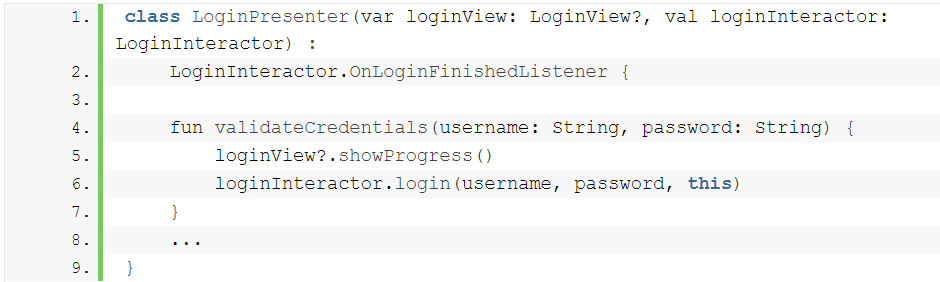 1. class LoginPresenter(var loginView: LoginView?, val loginInteractor:
LoginInteractor) :
2. LoginInteractor.OnLoginFinishedListener {
3.
4. fun validateCredentials(username: String, password: String) {
5. loginView?.showProgress()
6. loginInteractor.login(username, password, this)
7. }
8. ...
9. }